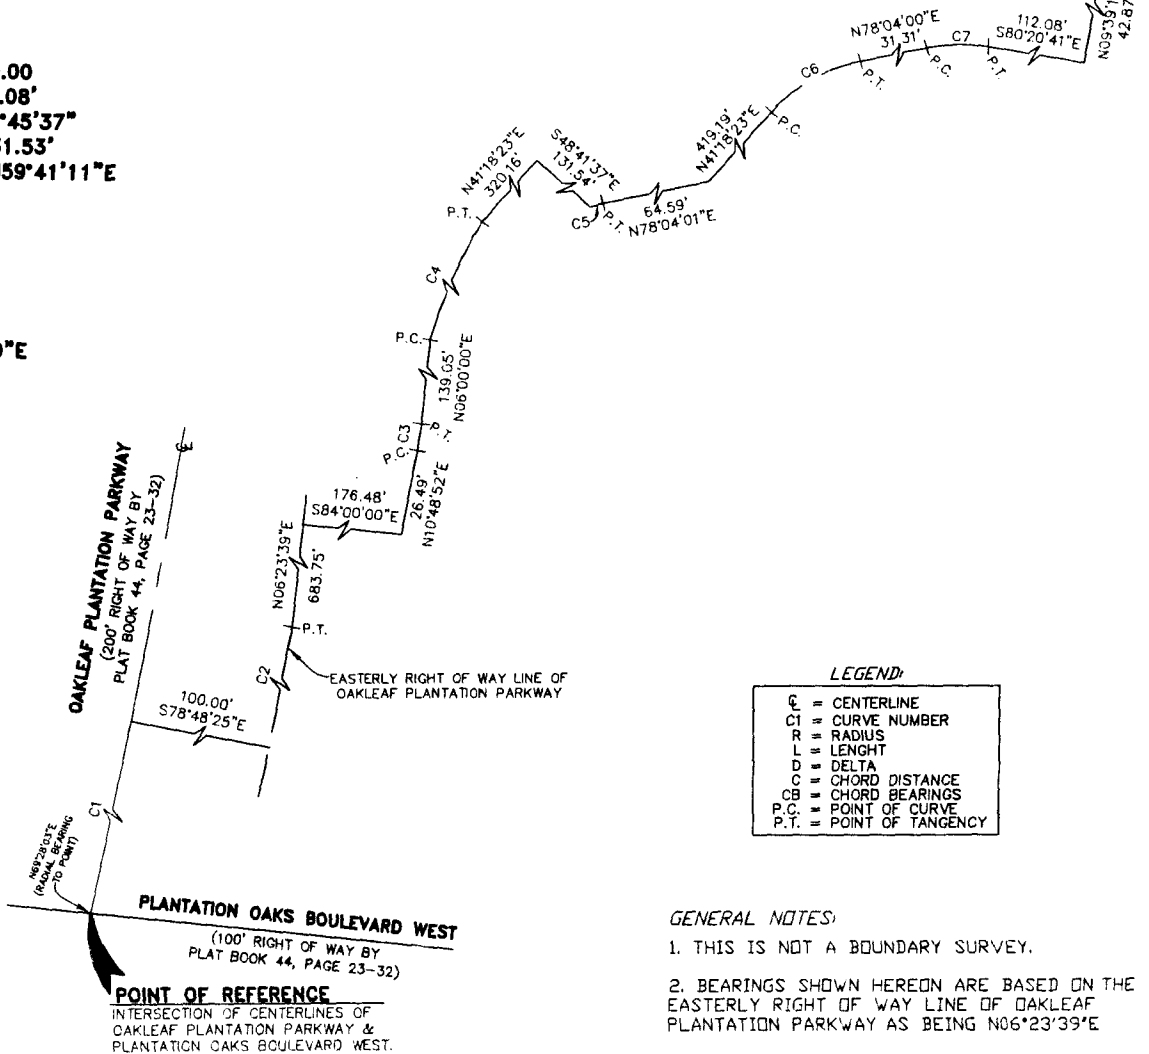 .00
.08'
°45'37"
51.53'
N59°41'11"E
"E
N78°04'00"E
31.31'
C7
112.08'
S80°20'41"E
N09°39'1
42.87
C6
P.T.
P.C.
P.T.
419.19'
N41°18'23"E
P.C.
N41°18'23"E
320.16'
S48°41'37"E
131.54'
C5
P.T.
64.59'
N78°04'01"E
P.T.
C4
P.C.
139.05'
N06°00'00"E
C3
P.T.
P.C.
26.49'
N10°48'52"E
176.48'
S84°00'00"E
OAKLEAF PLANTATION PARKWAY
(200' RIGHT OF WAY BY
PLAT BOOK 44, PAGE 23-32)
N06°23'39"E
683.75'
P.T.
C2
EASTERLY RIGHT OF WAY LINE OF
OAKLEAF PLANTATION PARKWAY
100.00'
S78°48'25"E
C1
N69°28'03"E
(RADIAL BEARING
TO POINT)
PLANTATION OAKS BOULEVARD WEST
(100' RIGHT OF WAY BY
PLAT BOOK 44, PAGE 23-32)
POINT OF REFERENCE
INTERSECTION OF CENTERLINES OF
OAKLEAF PLANTATION PARKWAY &
PLANTATION OAKS BOULEVARD WEST.
LEGEND:
℄ = CENTERLINE
C1 = CURVE NUMBER
R = RADIUS
L = LENGHT
D = DELTA
C = CHORD DISTANCE
CB = CHORD BEARINGS
P.C. = POINT OF CURVE
P.T. = POINT OF TANGENCY
GENERAL NOTES:
1. THIS IS NOT A BOUNDARY SURVEY.
2. BEARINGS SHOWN HEREON ARE BASED ON THE
EASTERLY RIGHT OF WAY LINE OF OAKLEAF
PLANTATION PARKWAY AS BEING N06°23'39"E